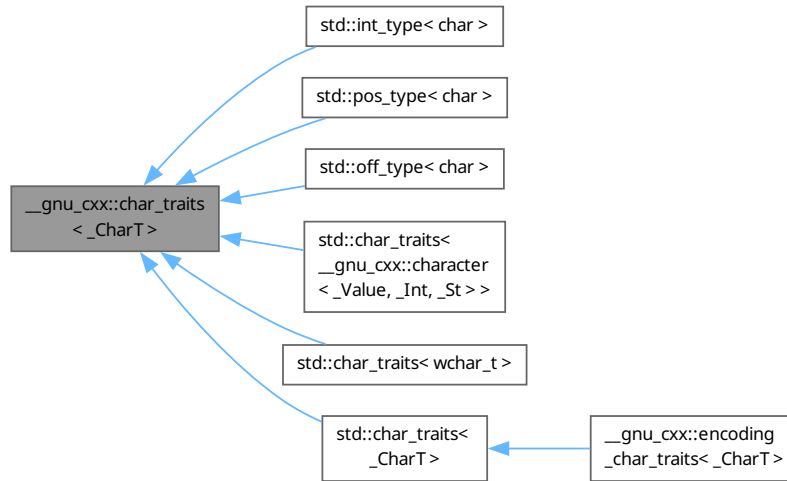 std::int_type< char >
std::pos_type< char >
std::off_type< char >
__gnu_cxx::char_traits
< _CharT >
std::char_traits<
__gnu_cxx::character
< _Value, _Int, _St > >
std::char_traits< wchar_t >
std::char_traits<
_CharT >
__gnu_cxx::encoding
_char_traits< _CharT >